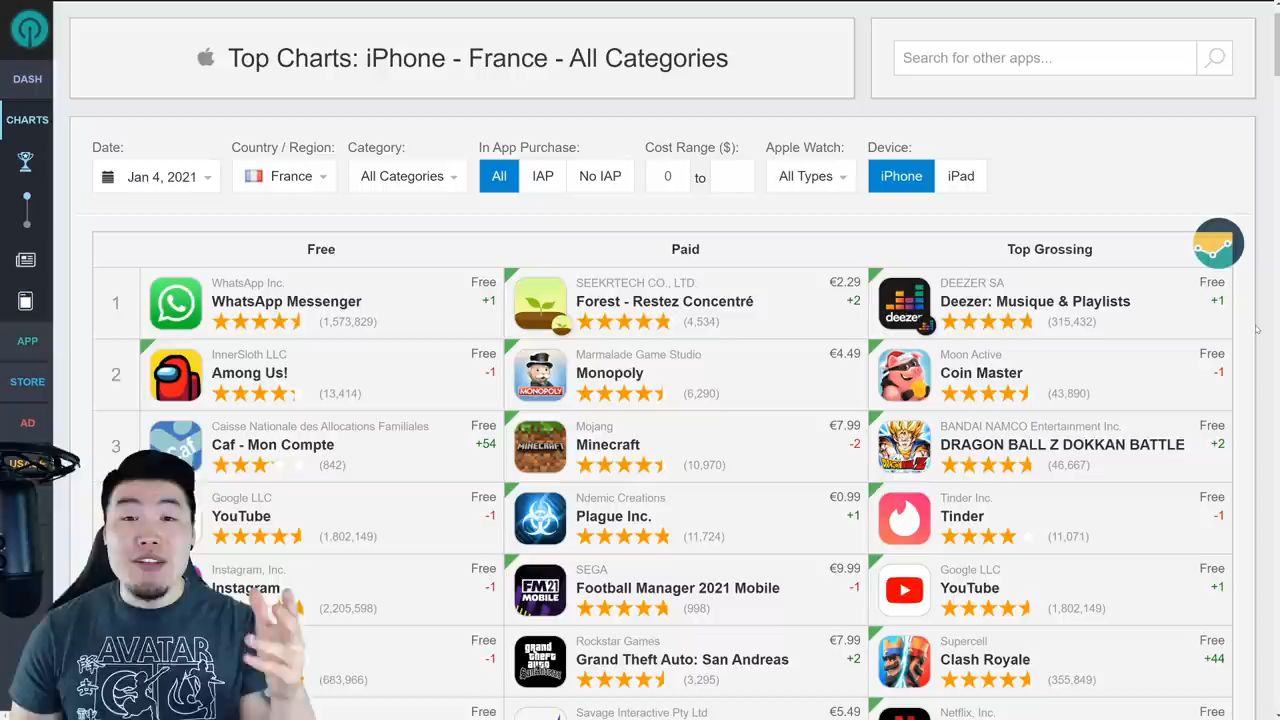 Top Charts: iPhone - France - All Categories
Search for other apps...
DASH
CHARTS
APP
STORE
AD
Date: Country / Region: Category: In App Purchase: Cost Range ($): Apple Watch: Device:
Jan 4, 2021 France All Categories All IAP No IAP 0 to All Types iPhone iPad
Free Paid Top Grossing
1
WhatsApp Inc. Free
WhatsApp Messenger +1
(1,573,829)
SEEKRTECH CO., LTD. €2.29
Forest - Restez Concentré +2
(4,534)
deezer
DEEZER SA Free
Deezer: Musique & Playlists +1
(315,432)
2
InnerSloth LLC Free
Among Us! -1
(13,414)
MONOPOLY
Marmalade Game Studio €4.49
Monopoly
(6,290)
Moon Active Free
Coin Master -1
(43,890)
3
caf
Caisse Nationale des Allocations Familiales Free
Caf - Mon Compte +54
(842)
MINECRAFT
Mojang €7.99
Minecraft -2
(10,970)
BANDAI NAMCO Entertainment Inc. Free
DRAGON BALL Z DOKKAN BATTLE +2
(46,667)
Google LLC Free
YouTube -1
(1,802,149)
Ndemic Creations €0.99
Plague Inc. +1
(11,724)
Tinder Inc. Free
Tinder -1
(11,071)
Instagram, Inc. Free
Instagram -1
(2,205,598)
FM21
MOBILE
SEGA €9.99
Football Manager 2021 Mobile -1
(998)
Google LLC Free
YouTube +1
(1,802,149)
Free
-1
(683,966)
grand
theft
auto
Rockstar Games €7.99
Grand Theft Auto: San Andreas +2
(3,295)
Supercell Free
Clash Royale +44
(355,849)
Free
Savage Interactive Pty Ltd €5.49
Netflix, Inc. Free
AVATAR